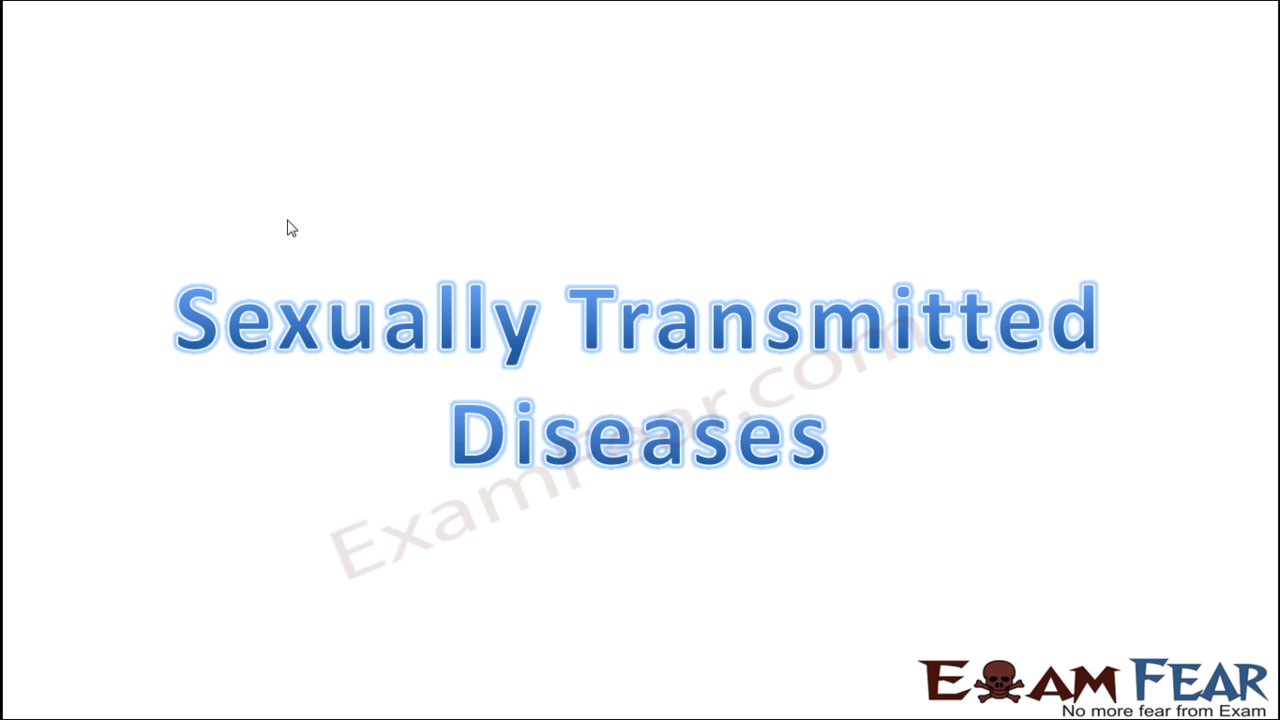 Sexually Transmitted
Diseases
ExamFear.com
EXAM FEAR
No more fear from Exam